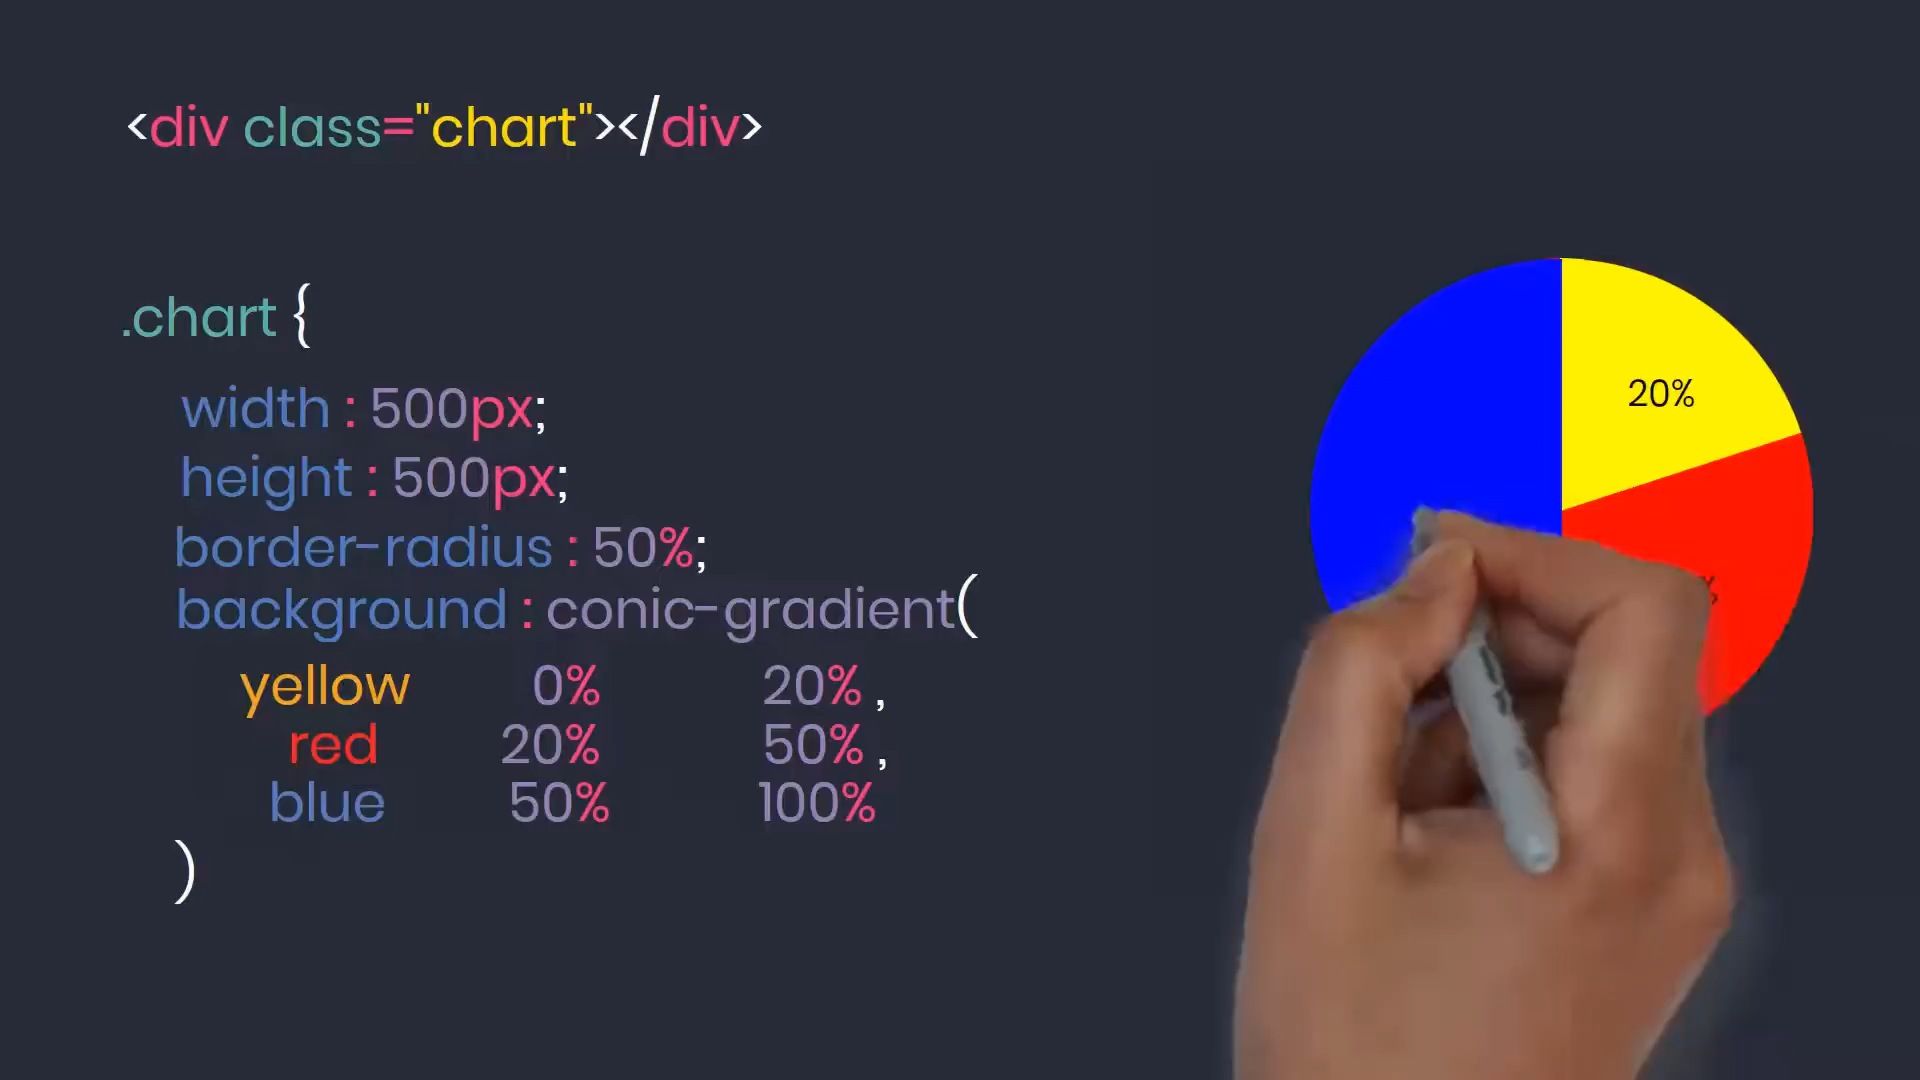 <div class="chart"></div>
.chart {
width : 500px;
height : 500px;
border-radius : 50%;
background : conic-gradient(
yellow 0% 20% ,
red 20% 50% ,
blue 50% 100%
)
20%